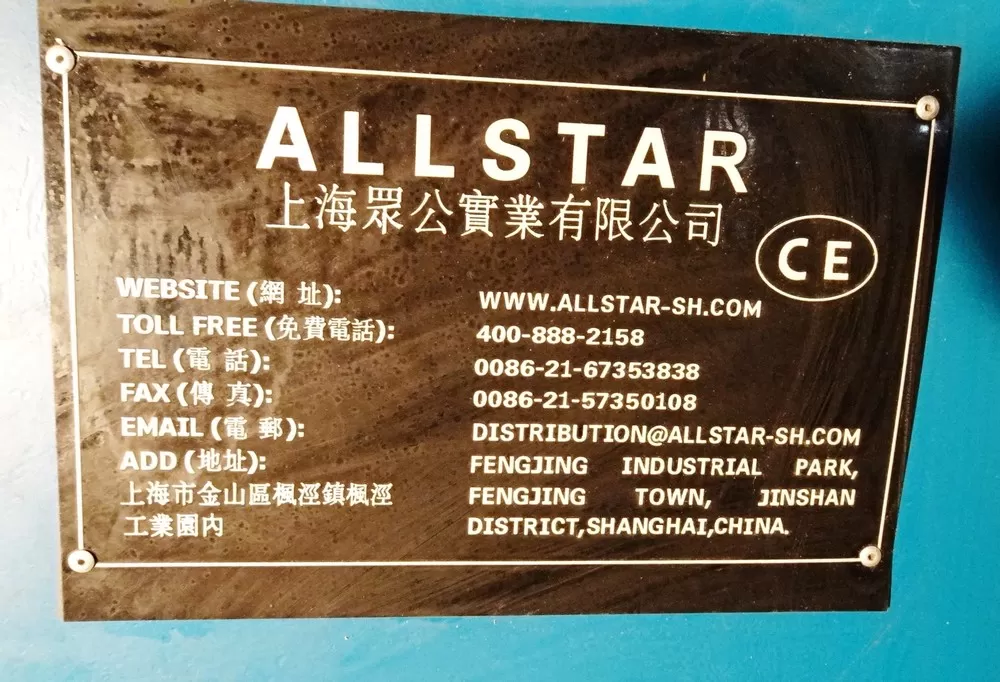 ALLSTAR
上海眾公實業有限公司
CE
WEBSITE (網 址): WWW.ALLSTAR-SH.COM
TOLL FREE (免費電話): 400-888-2158
TEL (電 話): 0086-21-67353838
FAX (傳 真): 0086-21-57350108
EMAIL (電 郵): DISTRIBUTION@ALLSTAR-SH.COM
ADD (地址): FENGJING INDUSTRIAL PARK,
上海市金山區楓涇鎮楓涇 FENGJING TOWN, JINSHAN
工業園內 DISTRICT,SHANGHAI,CHINA.